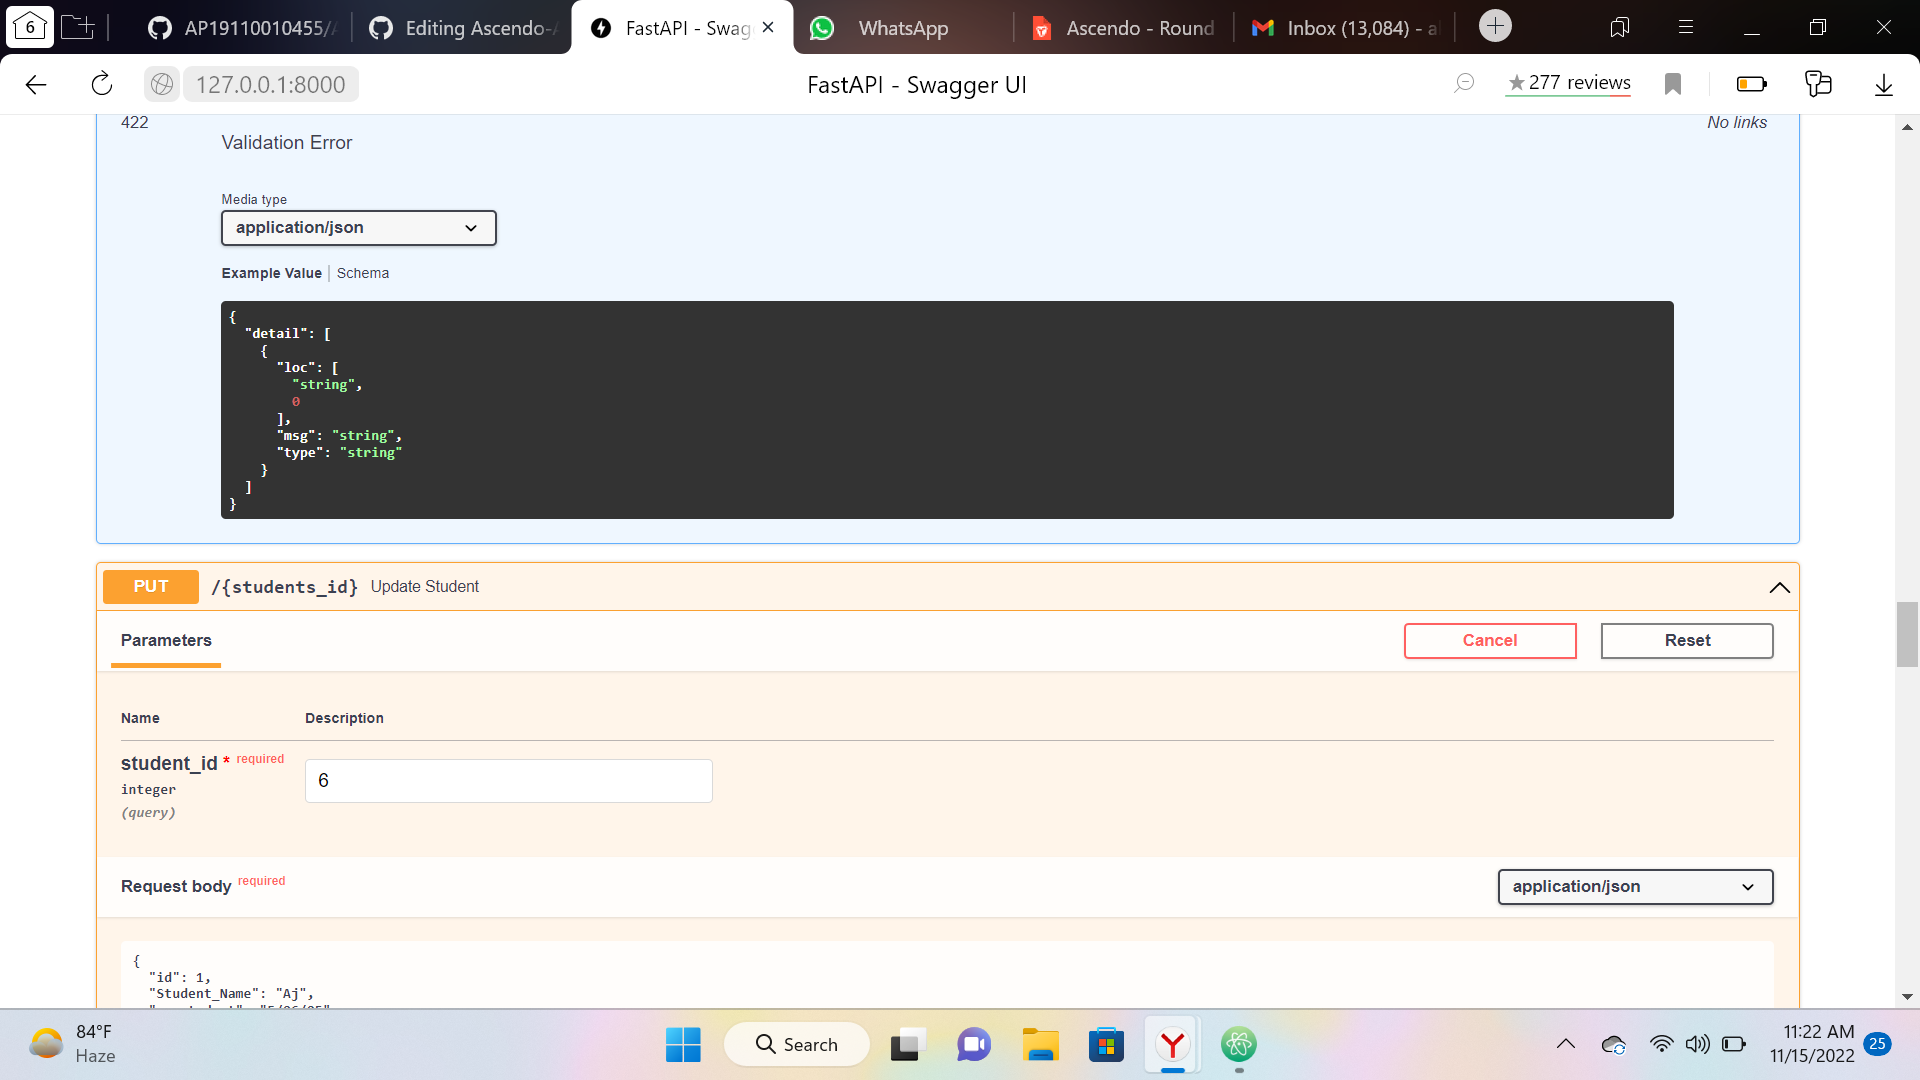 6
AP19110010455/
Editing Ascendo-
FastAPI - Swag
WhatsApp
Ascendo - Round
Inbox (13,084) - a
127.0.0.1:8000
FastAPI - Swagger UI
★277 reviews
422
Validation Error
No links
Media type
application/json
Example Value | Schema
{
"detail": [
{
"loc": [
"string",
0
],
"msg": "string",
"type": "string"
}
]
}
PUT
/{students_id}
Update Student
Parameters
Cancel
Reset
Name
Description
student_id * required
integer
(query)
6
Request body required
application/json
{
"id": 1,
"Student_Name": "Aj",
84°F
Haze
Search
11:22 AM
11/15/2022
25